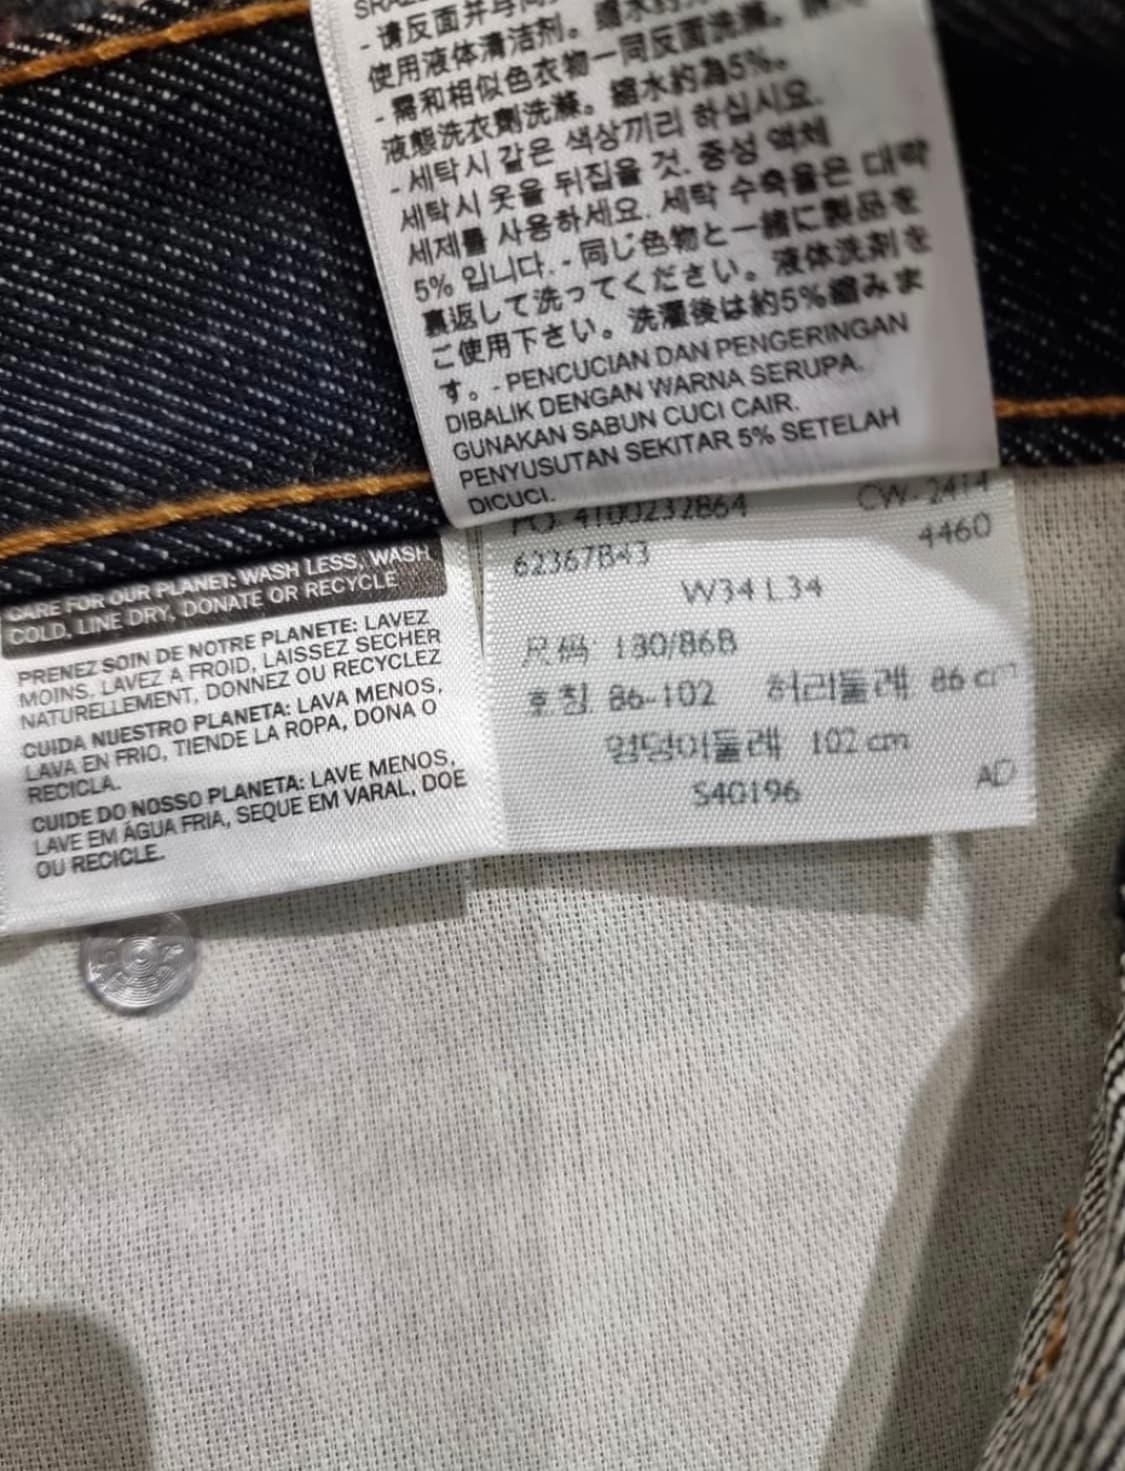 - 请反面并与同
使用液体清洁剂。縮水約
- 需和相似色衣物一同反面洗滌。
液態洗衣劑洗滌。縮水約為5%。
- 세탁시 같은 색상끼리 하십시요.
세탁시 옷을 뒤집을 것. 중성 액체
세제를 사용하세요. 세탁 수축율은 대략
5% 입니다. - 同じ色物と一緒に製品を
裏返して洗ってください。液体洗剤を
ご使用下さい。洗濯後は約5%縮みま
す。- PENCUCIAN DAN PENGERINGAN
DIBALIK DENGAN WARNA SERUPA.
GUNAKAN SABUN CUCI CAIR.
PENYUSUTAN SEKITAR 5% SETELAH
DICUCI.
CARE FOR OUR PLANET: WASH LESS, WASH
COLD, LINE DRY, DONATE OR RECYCLE
PRENEZ SOIN DE NOTRE PLANETE: LAVEZ
MOINS, LAVEZ A FROID, LAISSEZ SECHER
NATURELLEMENT, DONNEZ OU RECYCLEZ
CUIDA NUESTRO PLANETA: LAVA MENOS,
LAVA EN FRIO, TIENDE LA ROPA, DONA O
RECICLA.
CUIDE DO NOSSO PLANETA: LAVE MENOS,
LAVE EM ÁGUA FRIA, SEQUE EM VARAL, DOE
OU RECICLE.
PO: 4100232864 CW-2414
62367B43 4460
W34 L34
尺码: 180/86B
호칭 86-102 허리둘레 86 cm
엉덩이둘레 102 cm
S40196 AD